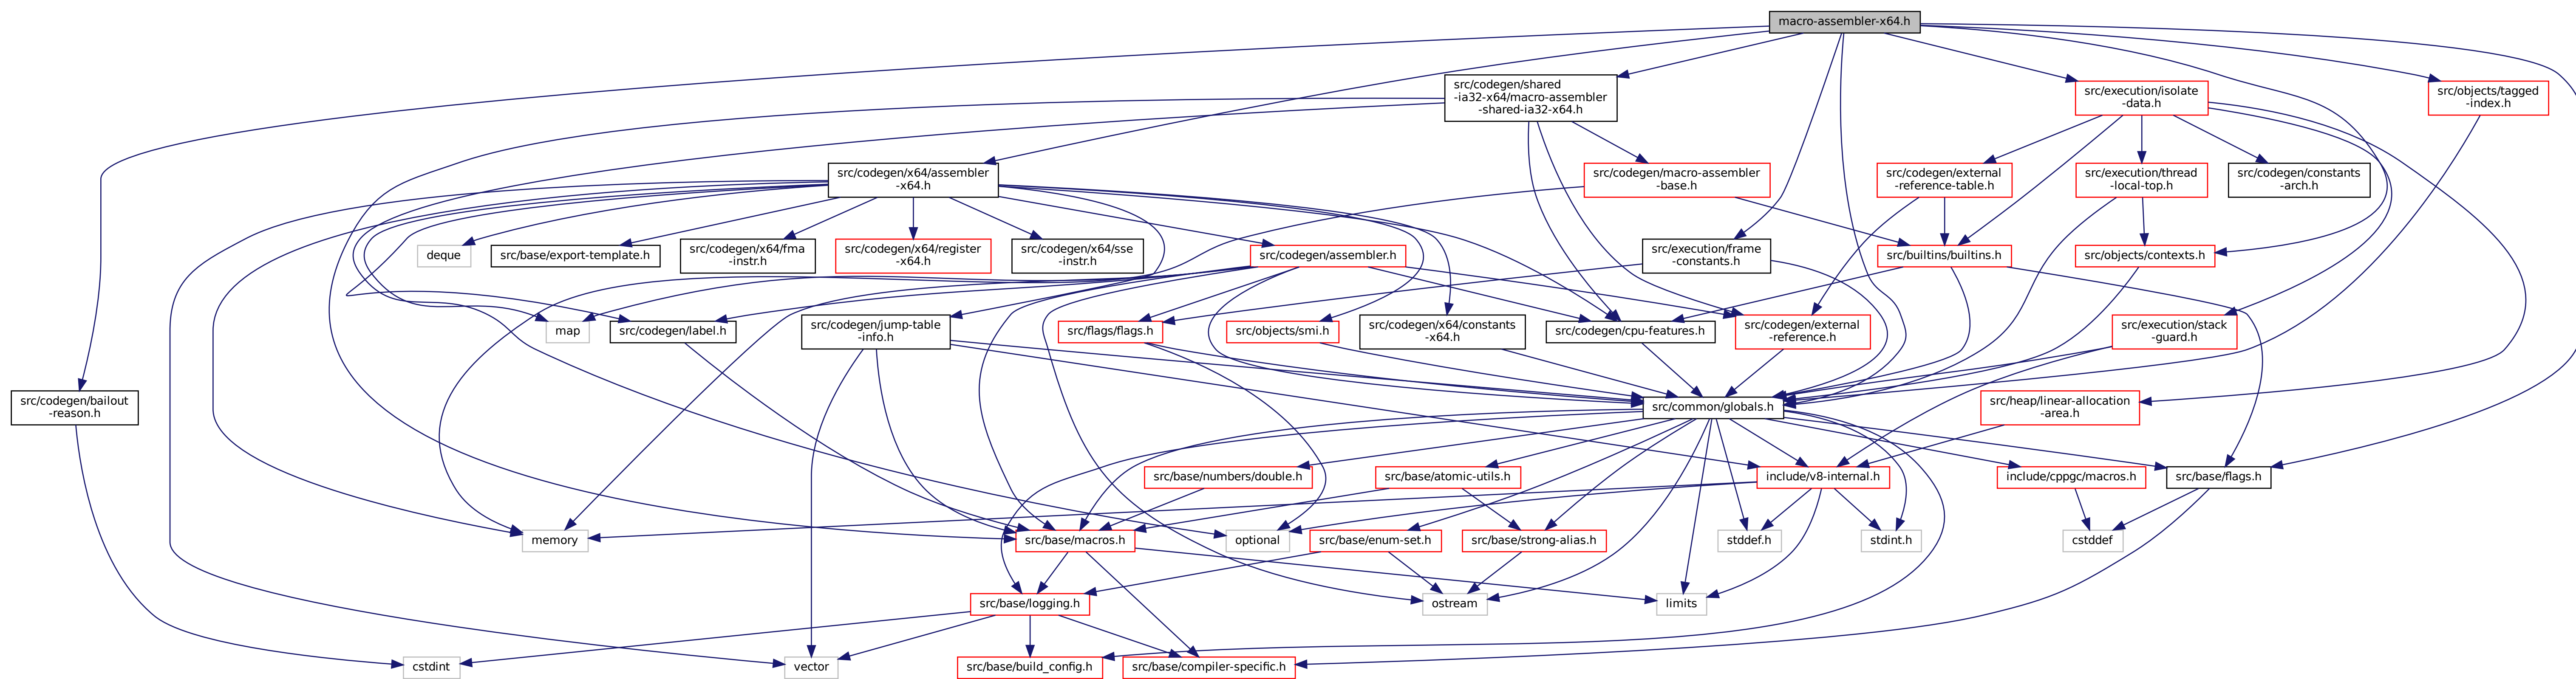 macro-assembler-x64.h
src/codegen/shared
-ia32-x64/macro-assembler
-shared-ia32-x64.h
src/execution/isolate
-data.h
src/objects/tagged
-index.h
src/codegen/x64/assembler
-x64.h
src/codegen/macro-assembler
-base.h
src/codegen/external
-reference-table.h
src/execution/thread
-local-top.h
src/codegen/constants
-arch.h
deque
src/base/export-template.h
src/codegen/x64/fma
-instr.h
src/codegen/x64/register
-x64.h
src/codegen/x64/sse
-instr.h
src/codegen/assembler.h
src/execution/frame
-constants.h
src/builtins/builtins.h
src/objects/contexts.h
map
src/codegen/label.h
src/codegen/jump-table
-info.h
src/flags/flags.h
src/objects/smi.h
src/codegen/x64/constants
-x64.h
src/codegen/cpu-features.h
src/codegen/external
-reference.h
src/execution/stack
-guard.h
src/codegen/bailout
-reason.h
src/common/globals.h
src/heap/linear-allocation
-area.h
src/base/numbers/double.h
src/base/atomic-utils.h
include/v8-internal.h
include/cppgc/macros.h
src/base/flags.h
memory
src/base/macros.h
optional
src/base/enum-set.h
src/base/strong-alias.h
stddef.h
stdint.h
cstddef
src/base/logging.h
ostream
limits
cstdint
vector
src/base/build_config.h
src/base/compiler-specific.h